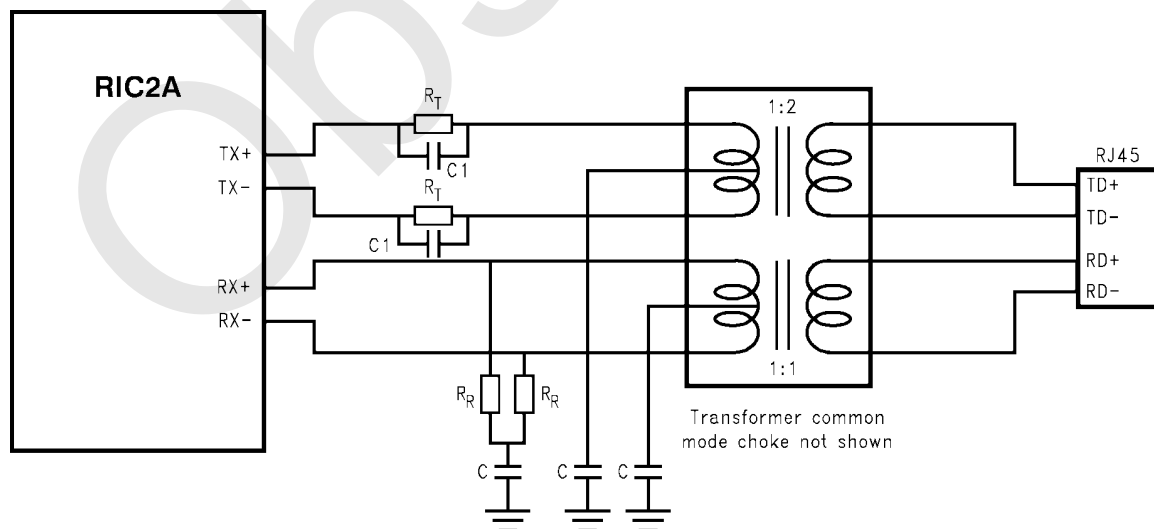 RIC2A
TX+
TX-
RX+
RX-
R_T
C1
R_T
C1
R_R
R_R
C
C
C
1:2
1:1
Transformer common
mode choke not shown
RJ45
TD+
TD-
RD+
RD-